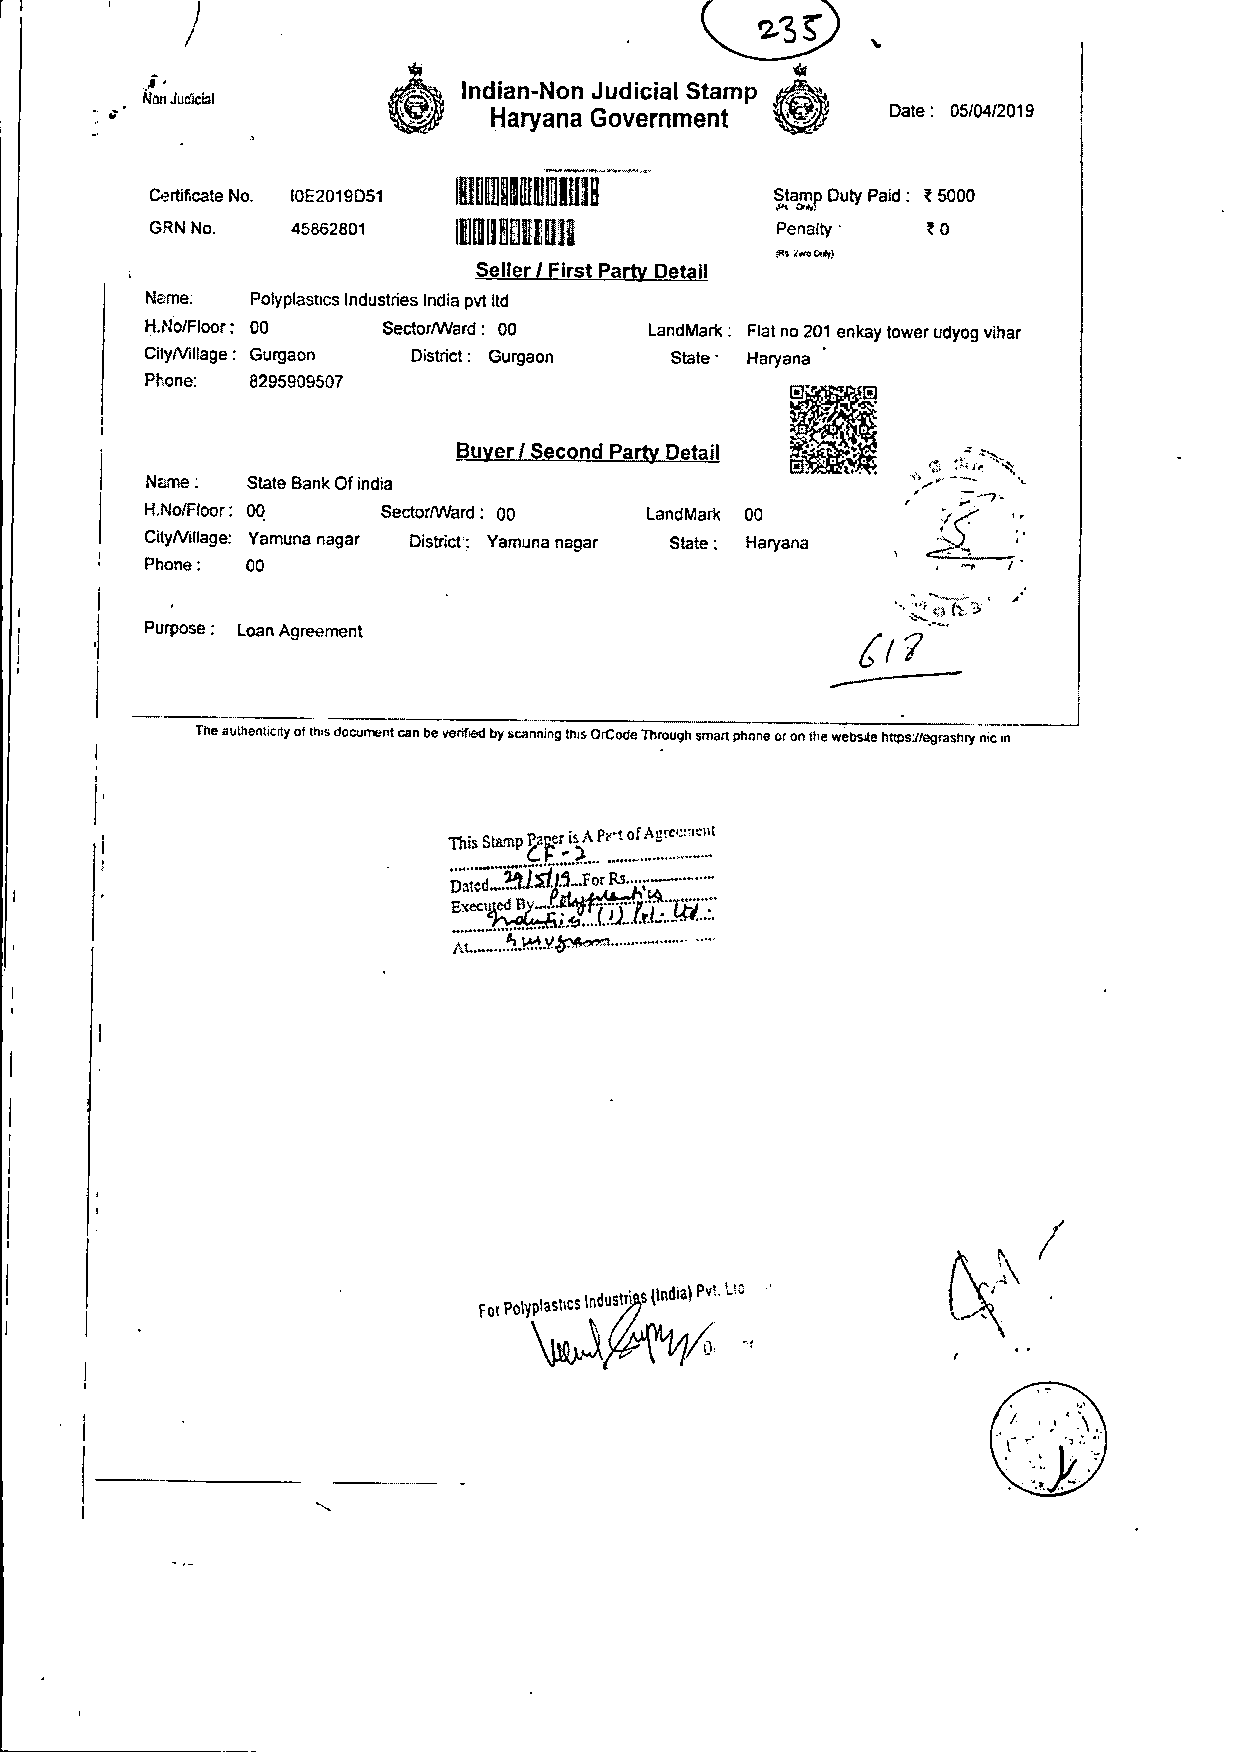 235
Non Judicial
Indian-Non Judicial Stamp
Haryana Government
Date : 05/04/2019
Certificate No. I0E2019D51
Stamp Duty Paid : ₹ 5000
GRN No. 45862801
Penalty ₹ 0
(Rs Zero Only)
Seller / First Party Detail
Name: Polyplastics Industries India pvt ltd
H.No/Floor : 00 Sector/Ward : 00 LandMark : Flat no 201 enkay tower udyog vihar
City/Village : Gurgaon District : Gurgaon State Haryana
Phone: 8295909507
Buyer / Second Party Detail
Name : State Bank Of india
H.No/Floor : 00 Sector/Ward : 00 LandMark 00
City/Village: Yamuna nagar District : Yamuna nagar State : Haryana
Phone : 00
Purpose : Loan Agreement
The authenticity of this document can be verified by scanning this QrCode Through smart phone or on the website https://egrashry nic in
This Stamp Paper is A Part of Agreement
CF-2
Dated 29/5/19 For Rs.
Executed By Polyplastics
Industries (I) Pvt. Ltd.
At Gurugram
For Polyplastics Industries (India) Pvt. Ltd